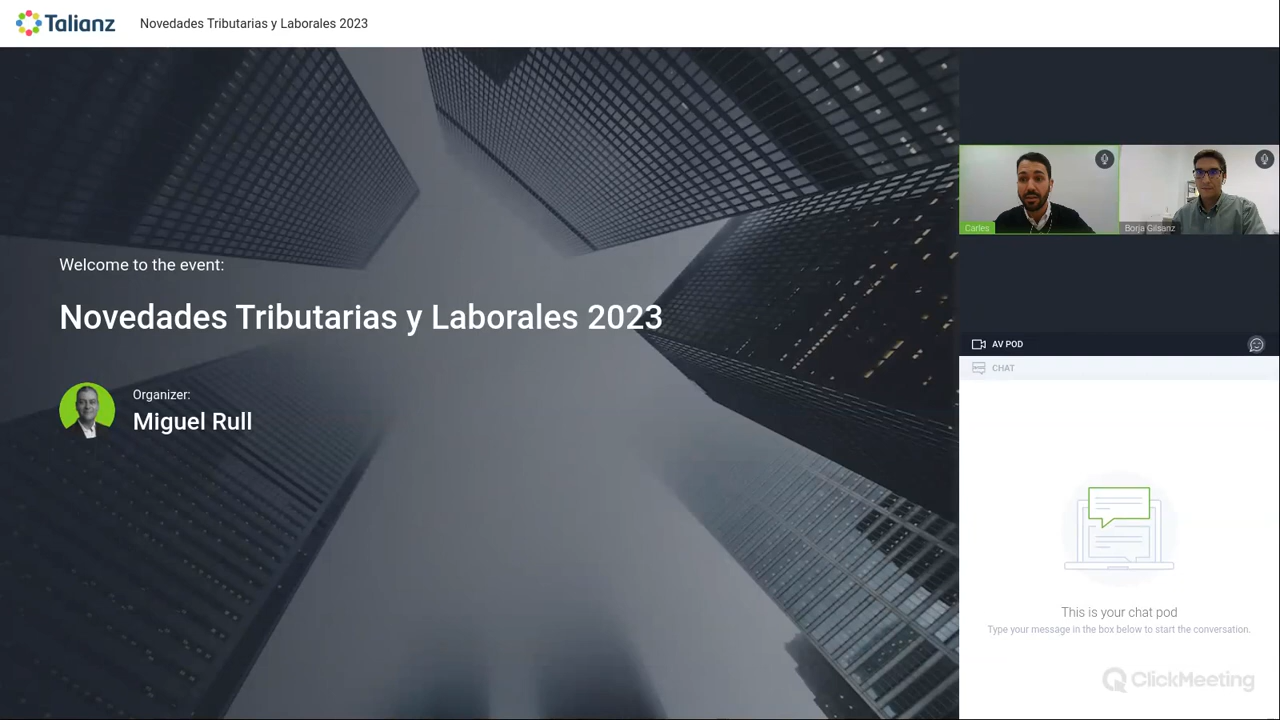 Talianz
Novedades Tributarias y Laborales 2023
Welcome to the event:
Novedades Tributarias y Laborales 2023
Organizer:
Miguel Rull
Carles
Borja Gilsanz
AV POD
CHAT
This is your chat pod
Type your message in the box below to start the conversation.
ClickMeeting